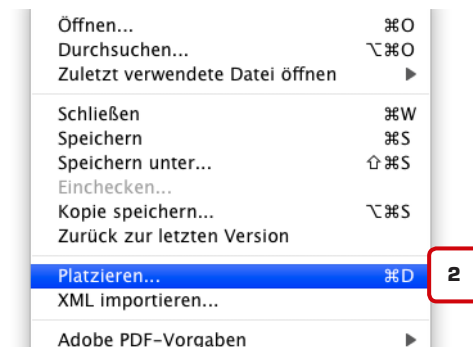 Öffnen... ⌘O
Durchsuchen... ⌥⌘O
Zuletzt verwendete Datei öffnen ▶
Schließen ⌘W
Speichern ⌘S
Speichern unter... ⇧⌘S
Einchecken...
Kopie speichern... ⌥⌘S
Zurück zur letzten Version
Platzieren... ⌘D 2
XML importieren...
Adobe PDF-Vorgaben ▶